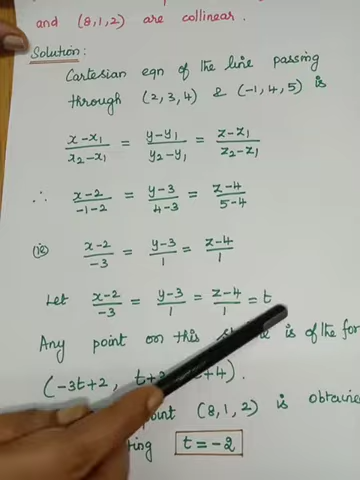 and (8,1,2) are collinear.
Solution:
Cartesian eqn of the line passing
through (2,3,4) & (-1,4,5) is
x-x₁/x₂-x₁ = y-y₁/y₂-y₁ = z-z₁/z₂-z₁
∴ x-2/-1-2 = y-3/4-3 = z-4/5-4
(ie) x-2/-3 = y-3/1 = z-4/1
Let x-2/-3 = y-3/1 = z-4/1 = t
Any point on this is of the for
(-3t+2, t+3 t+4).
point (8,1,2) is obtaine
ting t=-2